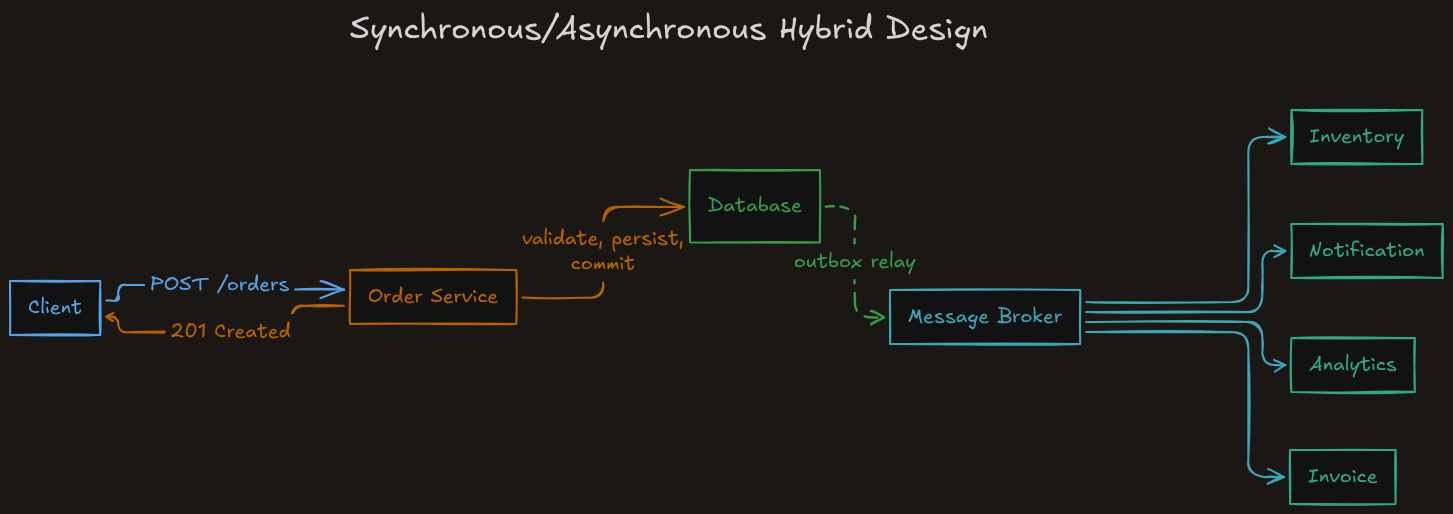 Synchronous/Asynchronous Hybrid Design
Client
POST /orders
201 Created
Order Service
validate, persist,
commit
Database
outbox relay
Message Broker
Inventory
Notification
Analytics
Invoice